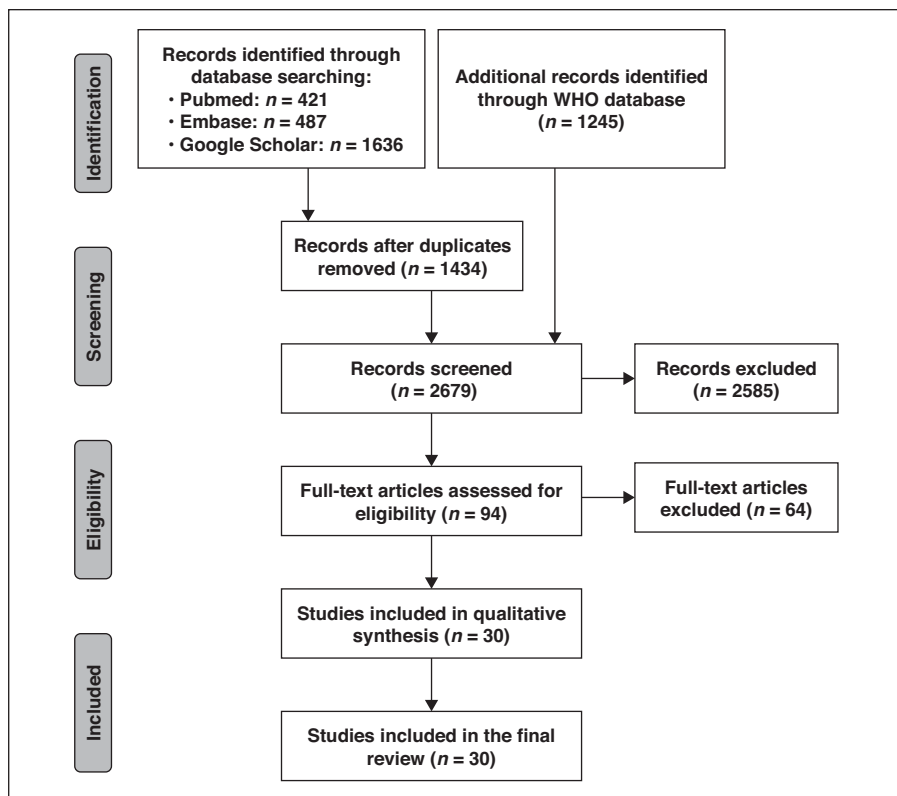 Identification
Records identified through
database searching:
· Pubmed: n = 421
· Embase: n = 487
· Google Scholar: n = 1636
Additional records identified
through WHO database
(n = 1245)
Screening
Records after duplicates
removed (n = 1434)
Records screened
(n = 2679)
Records excluded
(n = 2585)
Eligibility
Full-text articles assessed for
eligibility (n = 94)
Full-text articles
excluded (n = 64)
Included
Studies included in qualitative
synthesis (n = 30)
Studies included in the final
review (n = 30)